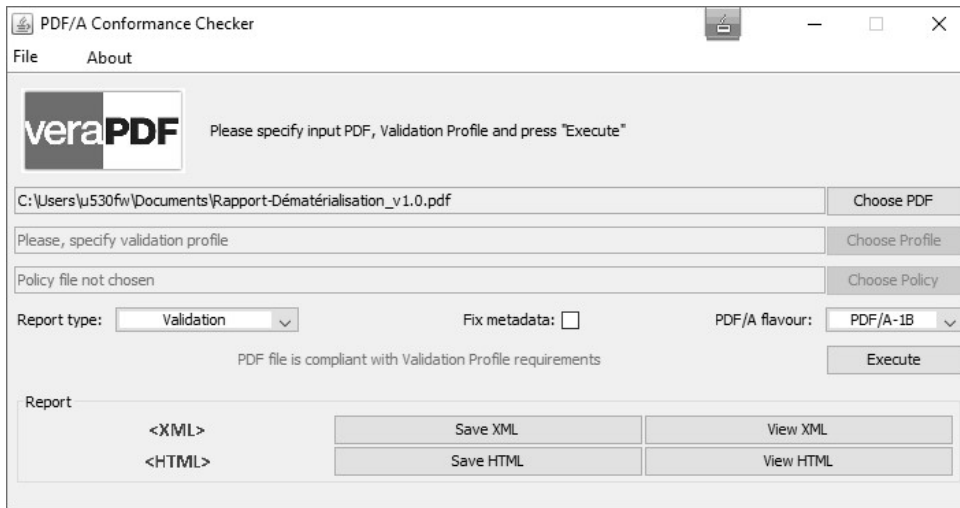 PDF/A Conformance Checker
File About
veraPDF Please specify input PDF, Validation Profile and press "Execute"
C:\Users\u530fw\Documents\Rapport-Dématérialisation_v1.0.pdf Choose PDF
Please, specify validation profile Choose Profile
Policy file not chosen Choose Policy
Report type: Validation Fix metadata: PDF/A flavour: PDF/A-1B
PDF file is compliant with Validation Profile requirements Execute
Report
<XML> Save XML View XML
<HTML> Save HTML View HTML